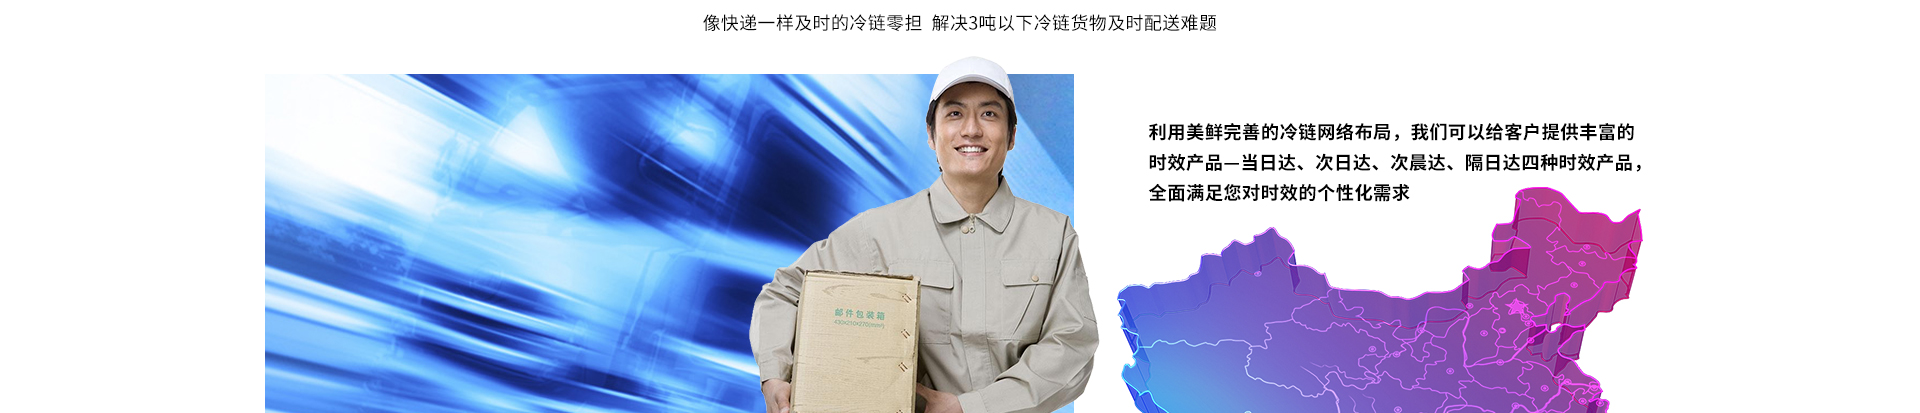 像快递一样及时的冷链零担 解决3吨以下冷链货物及时配送难题
利用美鲜完善的冷链网络布局，我们可以给客户提供丰富的
时效产品—当日达、次日达、次晨达、隔日达四种时效产品，
全面满足您对时效的个性化需求
邮件包装箱
430x210x270(mm³)